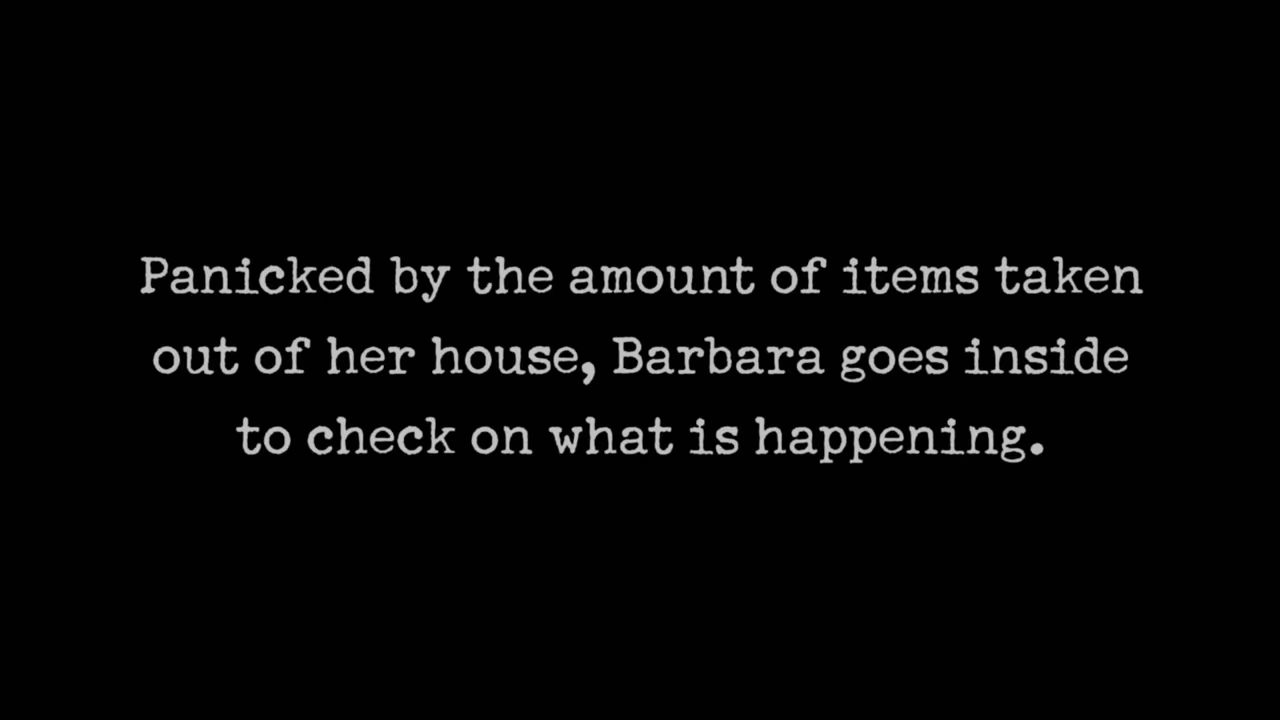 Panicked by the amount of items taken
out of her house, Barbara goes inside
to check on what is happening.